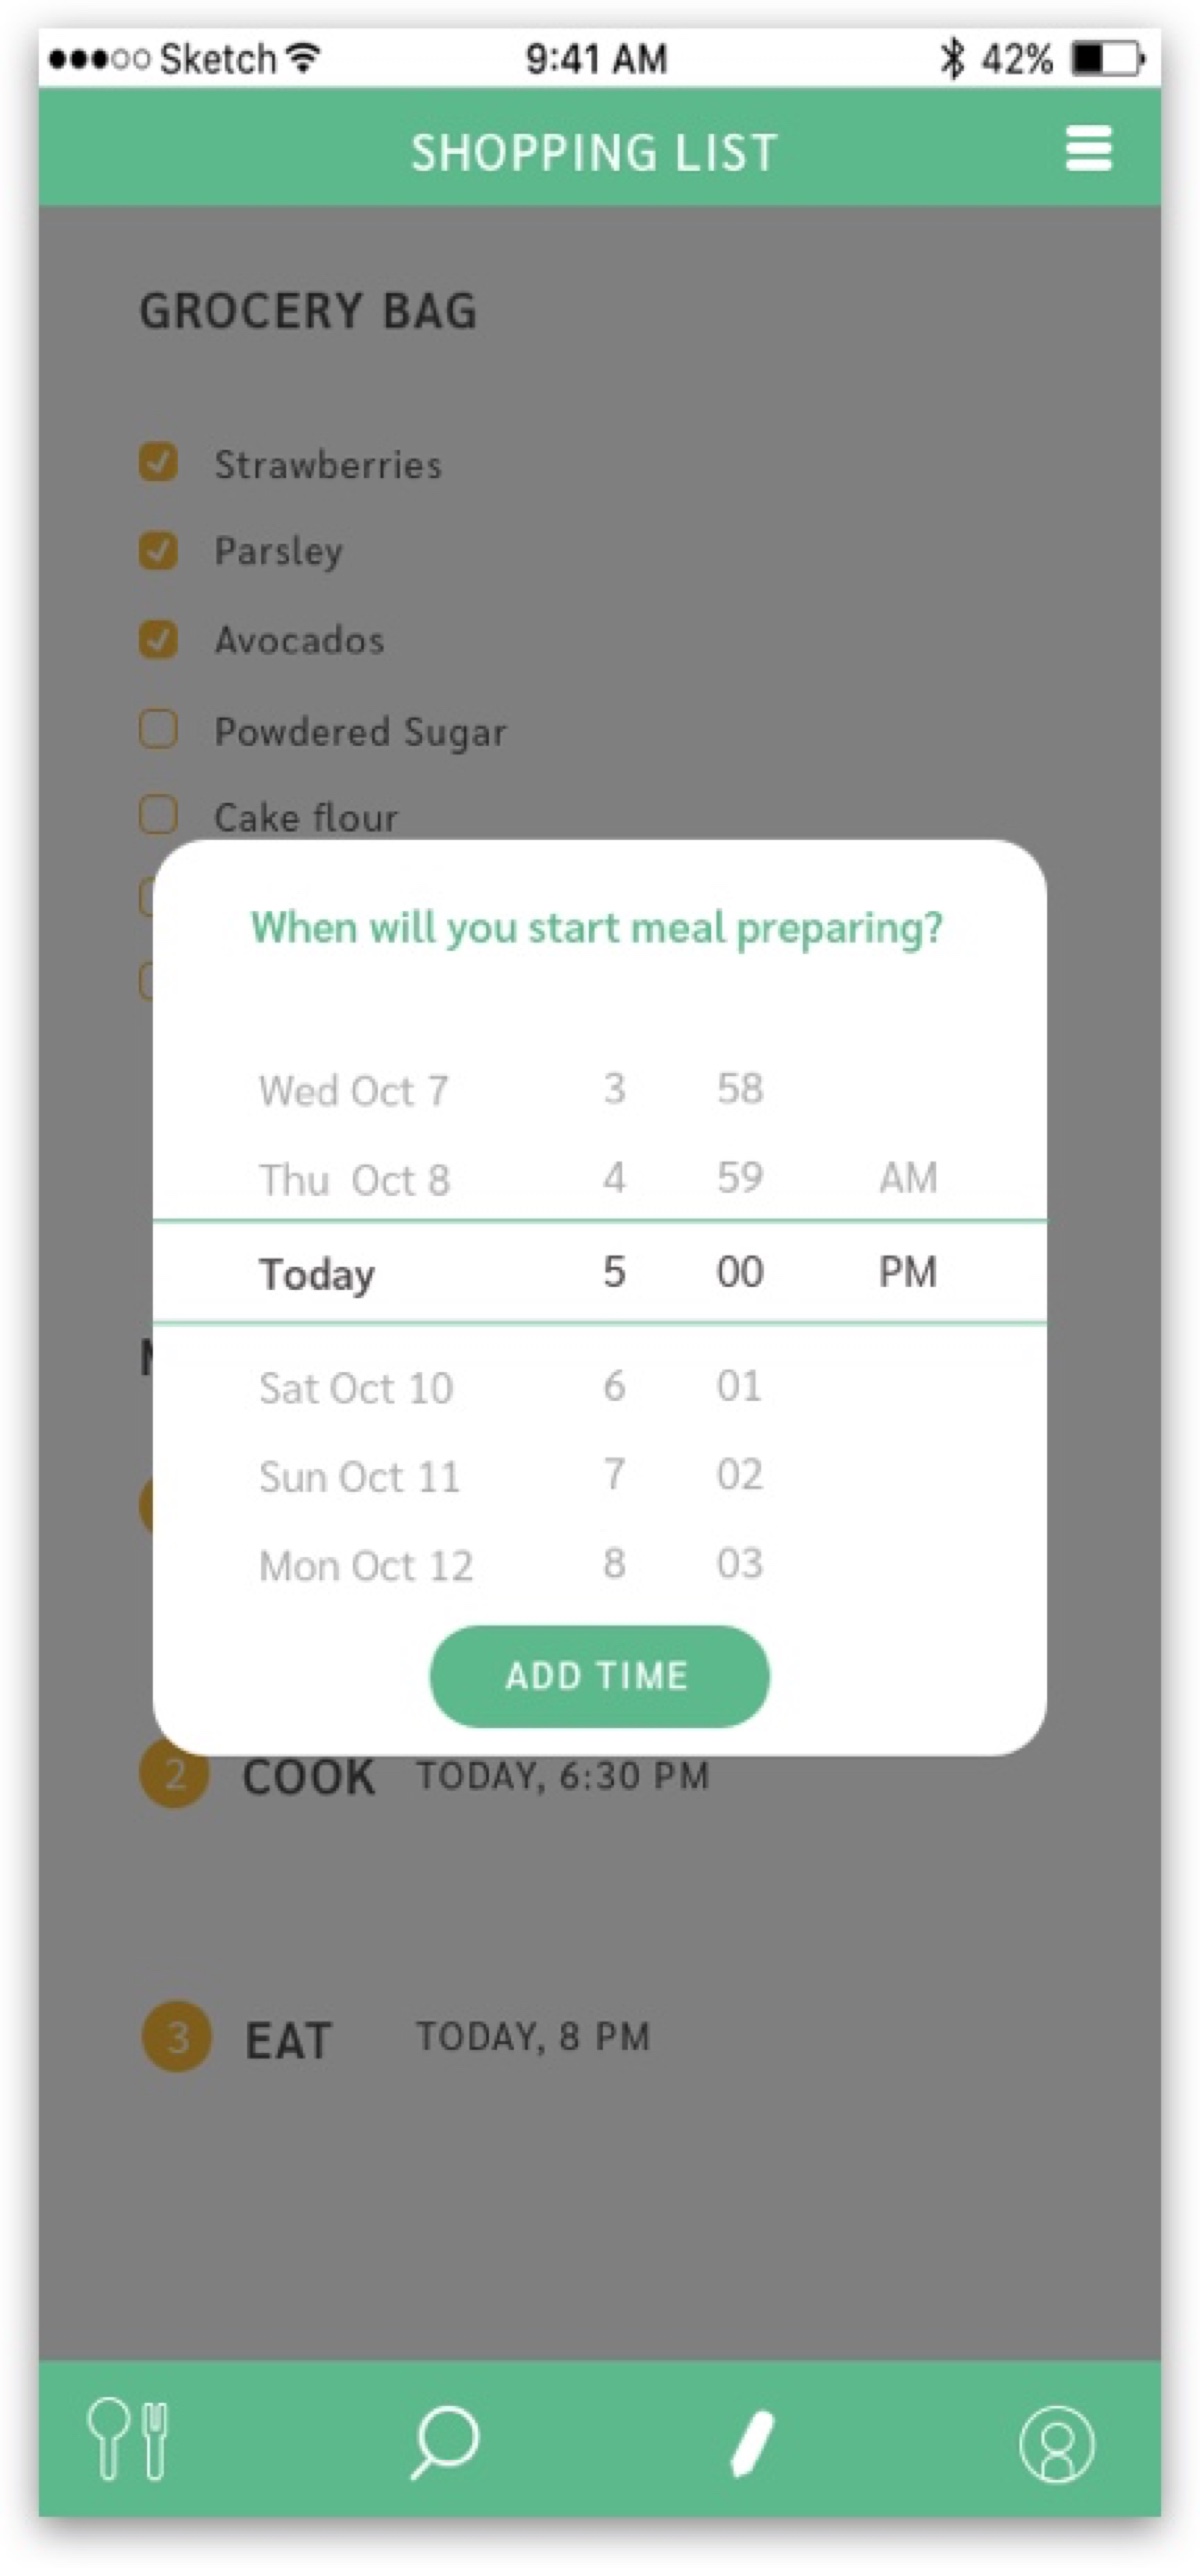 Sketch 9:41 AM 42%
SHOPPING LIST
GROCERY BAG
Strawberries
Parsley
Avocados
Powdered Sugar
Cake flour
When will you start meal preparing?
Wed Oct 7 3 58
Thu Oct 8 4 59 AM
Today 5 00 PM
Sat Oct 10 6 01
Sun Oct 11 7 02
Mon Oct 12 8 03
ADD TIME
2 COOK TODAY, 6:30 PM
3 EAT TODAY, 8 PM